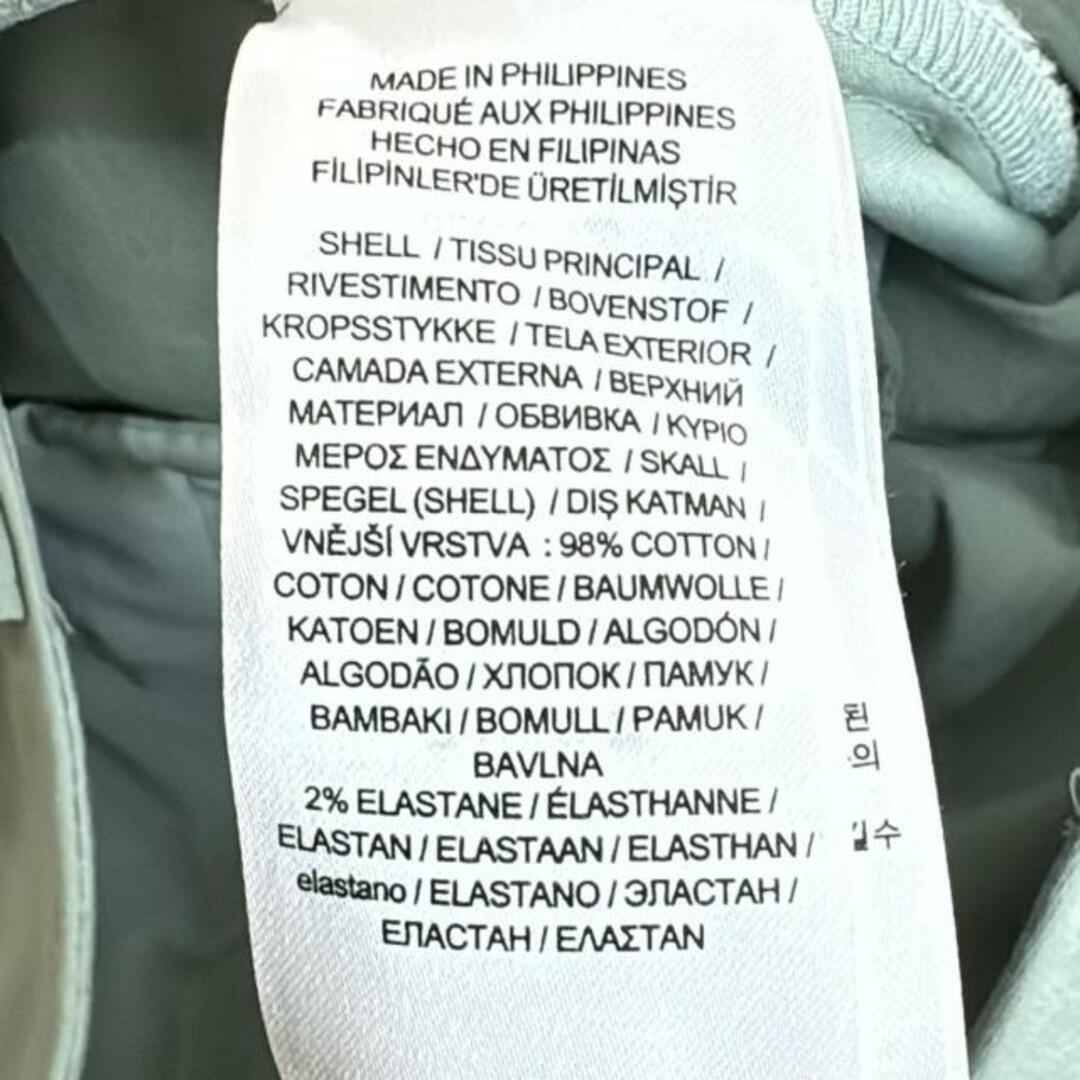 MADE IN PHILIPPINES
FABRIQUÉ AUX PHILIPPINES
HECHO EN FILIPINAS
FİLİPİNLER'DE ÜRETİLMİŞTİR
SHELL / TISSU PRINCIPAL /
RIVESTIMENTO / BOVENSTOF /
KROPSSTYKKE / TELA EXTERIOR /
CAMADA EXTERNA / ВЕРХНИЙ
МАТЕРИАЛ / ОБВИВКА / ΚΥΡΙΟ
ΜΕΡΟΣ ΕΝΔΥΜΑΤΟΣ / SKALL /
SPEGEL (SHELL) / DIŞ KATMAN /
VNĚJŠÍ VRSTVA : 98% COTTON /
COTON / COTONE / BAUMWOLLE /
KATOEN / BOMULD / ALGODÓN /
ALGODÃO / ХЛОПОК / ПАМУК /
BAMBAKI / BOMULL / PAMUK /
BAVLNA
2% ELASTANE / ÉLASTHANNE /
ELASTAN / ELASTAAN / ELASTHAN /
elastano / ELASTANO / ЭЛАСТАН /
ЕЛАСТАН / ΕΛΑΣΤΑΝ
된
의
수